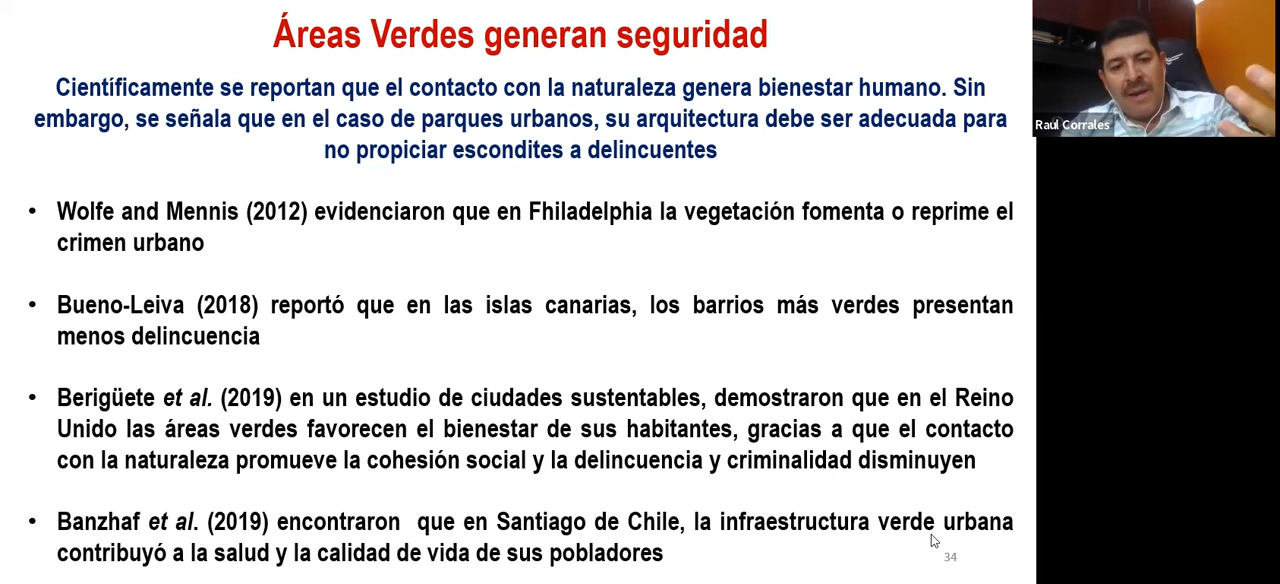 Áreas Verdes generan seguridad
Científicamente se reportan que el contacto con la naturaleza genera bienestar humano. Sin
embargo, se señala que en el caso de parques urbanos, su arquitectura debe ser adecuada para
no propiciar escondites a delincuentes
• Wolfe and Mennis (2012) evidenciaron que en Fhiladelphia la vegetación fomenta o reprime el
crimen urbano
• Bueno-Leiva (2018) reportó que en las islas canarias, los barrios más verdes presentan
menos delincuencia
• Berigüete et al. (2019) en un estudio de ciudades sustentables, demostraron que en el Reino
Unido las áreas verdes favorecen el bienestar de sus habitantes, gracias a que el contacto
con la naturaleza promueve la cohesión social y la delincuencia y criminalidad disminuyen
• Banzhaf et al. (2019) encontraron que en Santiago de Chile, la infraestructura verde urbana
contribuyó a la salud y la calidad de vida de sus pobladores
34
Raul Corrales